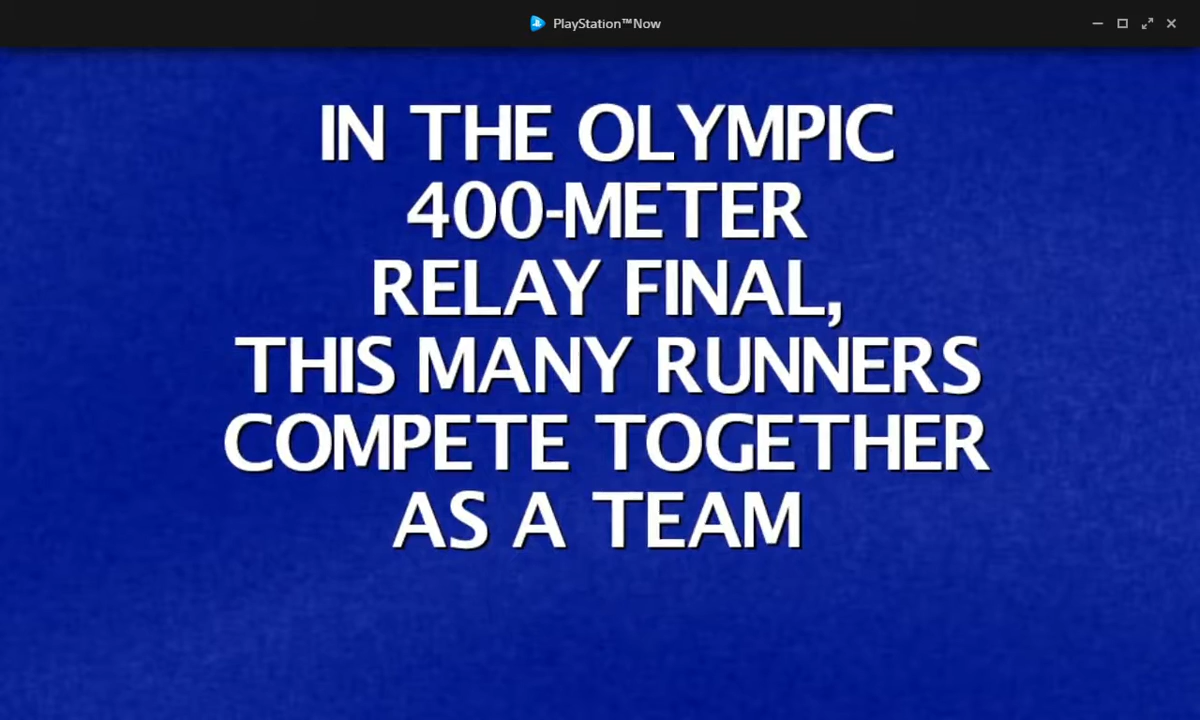 PlayStation™Now
IN THE OLYMPIC
400-METER
RELAY FINAL,
THIS MANY RUNNERS
COMPETE TOGETHER
AS A TEAM